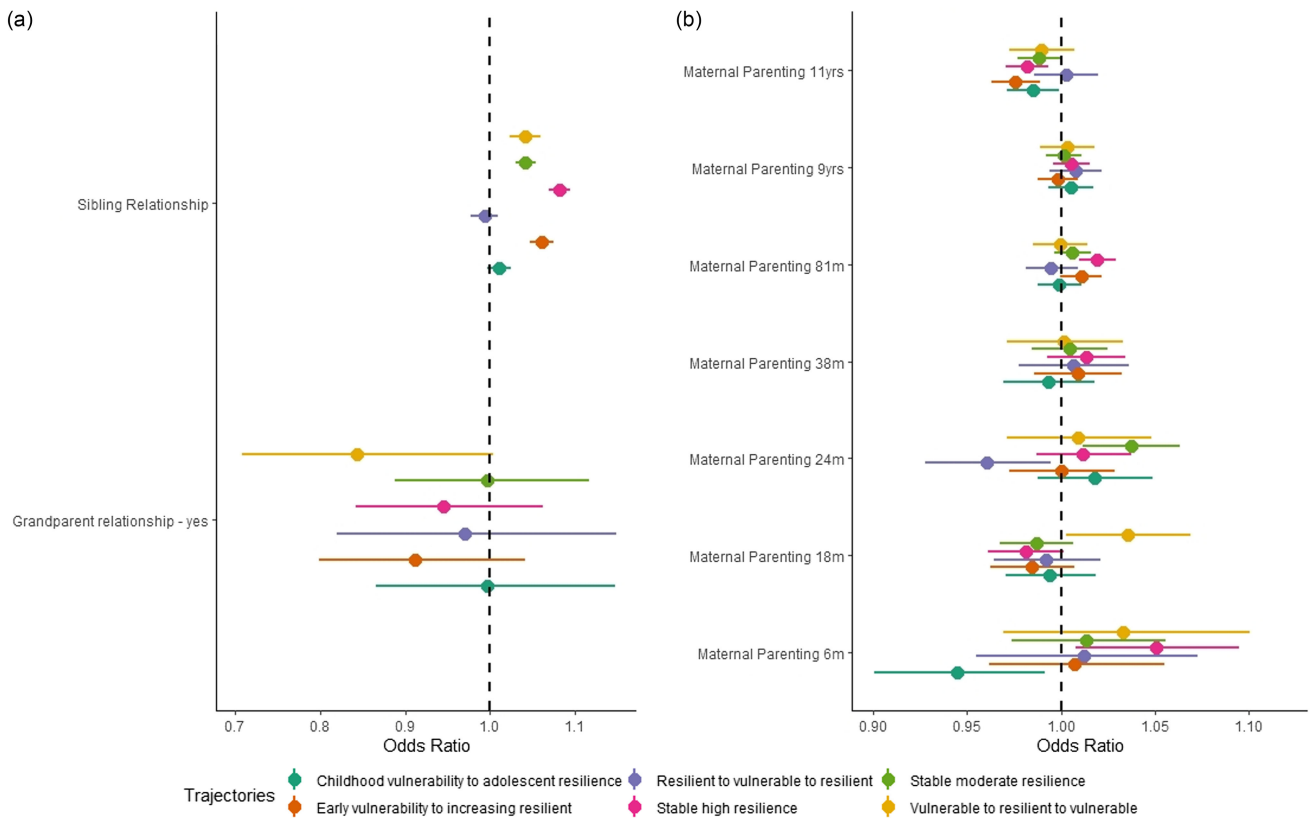 (a)
Sibling Relationship
Grandparent relationship - yes
0.7 0.8 0.9 1.0 1.1
Odds Ratio
(b)
Maternal Parenting 11yrs
Maternal Parenting 9yrs
Maternal Parenting 81m
Maternal Parenting 38m
Maternal Parenting 24m
Maternal Parenting 18m
Maternal Parenting 6m
0.90 0.95 1.00 1.05 1.10
Odds Ratio
Trajectories
Childhood vulnerability to adolescent resilience
Early vulnerability to increasing resilient
Resilient to vulnerable to resilient
Stable high resilience
Stable moderate resilience
Vulnerable to resilient to vulnerable